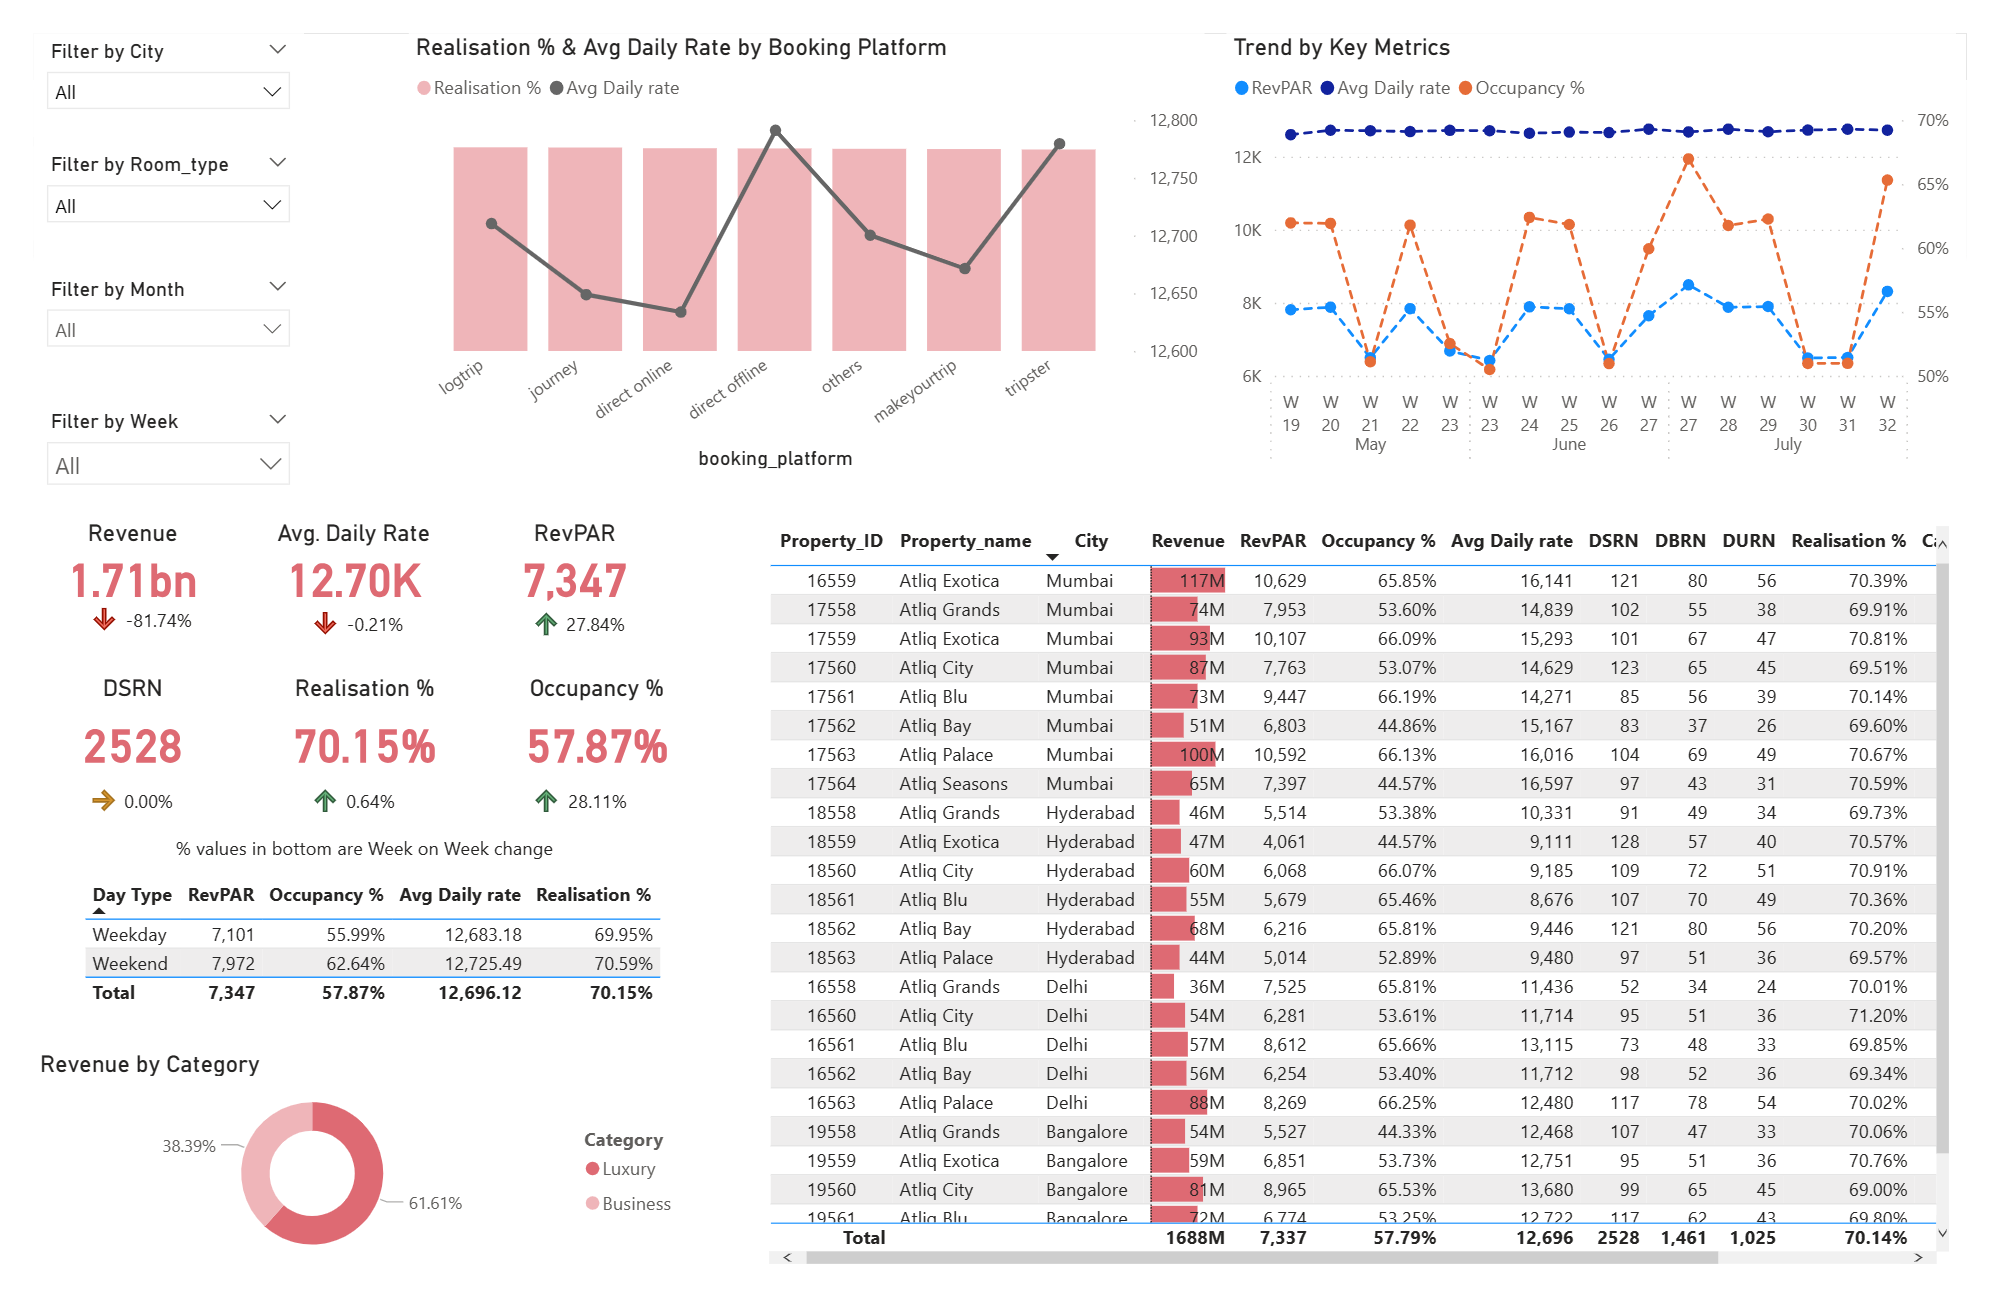 Filter by City
All
Filter by Room_type
All
Filter by Month
All
Filter by Week
All
Realisation % & Avg Daily Rate by Booking Platform
Realisation % Avg Daily rate
12,800
12,750
12,700
12,650
12,600
logtrip journey direct online direct offline others makeyourtrip tripster
booking_platform
Trend by Key Metrics
RevPAR Avg Daily rate Occupancy %
70%
12K
65%
10K
60%
8K
55%
6K 50%
W W W W W W W W W W W W W W W W
19 20 21 22 23 23 24 25 26 27 27 28 29 30 31 32
May June July
Revenue Avg. Daily Rate RevPAR
1.71bn 12.70K 7,347
-81.74% -0.21% 27.84%
DSRN Realisation % Occupancy %
2528 70.15% 57.87%
0.00% 0.64% 28.11%
% values in bottom are Week on Week change
Day Type RevPAR Occupancy % Avg Daily rate Realisation %
Weekday 7,101 55.99% 12,683.18 69.95%
Weekend 7,972 62.64% 12,725.49 70.59%
Total 7,347 57.87% 12,696.12 70.15%
Revenue by Category
38.39%
61.61%
Category
Luxury
Business
Property_ID Property_name City Revenue RevPAR Occupancy % Avg Daily rate DSRN DBRN DURN Realisation %
16559 Atliq Exotica Mumbai 117M 10,629 65.85% 16,141 121 80 56 70.39%
17558 Atliq Grands Mumbai 74M 7,953 53.60% 14,839 102 55 38 69.91%
17559 Atliq Exotica Mumbai 93M 10,107 66.09% 15,293 101 67 47 70.81%
17560 Atliq City Mumbai 87M 7,763 53.07% 14,629 123 65 45 69.51%
17561 Atliq Blu Mumbai 73M 9,447 66.19% 14,271 85 56 39 70.14%
17562 Atliq Bay Mumbai 51M 6,803 44.86% 15,167 83 37 26 69.60%
17563 Atliq Palace Mumbai 100M 10,592 66.13% 16,016 104 69 49 70.67%
17564 Atliq Seasons Mumbai 65M 7,397 44.57% 16,597 97 43 31 70.59%
18558 Atliq Grands Hyderabad 46M 5,514 53.38% 10,331 91 49 34 69.73%
18559 Atliq Exotica Hyderabad 47M 4,061 44.57% 9,111 128 57 40 70.57%
18560 Atliq City Hyderabad 60M 6,068 66.07% 9,185 109 72 51 70.91%
18561 Atliq Blu Hyderabad 55M 5,679 65.46% 8,676 107 70 49 70.36%
18562 Atliq Bay Hyderabad 68M 6,216 65.81% 9,446 121 80 56 70.20%
18563 Atliq Palace Hyderabad 44M 5,014 52.89% 9,480 97 51 36 69.57%
16558 Atliq Grands Delhi 36M 7,525 65.81% 11,436 52 34 24 70.01%
16560 Atliq City Delhi 54M 6,281 53.61% 11,714 95 51 36 71.20%
16561 Atliq Blu Delhi 57M 8,612 65.66% 13,115 73 48 33 69.85%
16562 Atliq Bay Delhi 56M 6,254 53.40% 11,712 98 52 36 69.34%
16563 Atliq Palace Delhi 88M 8,269 66.25% 12,480 117 78 54 70.02%
19558 Atliq Grands Bangalore 54M 5,527 44.33% 12,468 107 47 33 70.06%
19559 Atliq Exotica Bangalore 59M 6,851 53.73% 12,751 95 51 36 70.76%
19560 Atliq City Bangalore 81M 8,965 65.53% 13,680 99 65 45 69.00%
19561 Atliq Blu Bangalore 72M 6,774 53.25% 12,722 117 62 43 69.80%
Total 1688M 7,337 57.79% 12,696 2528 1,461 1,025 70.14%